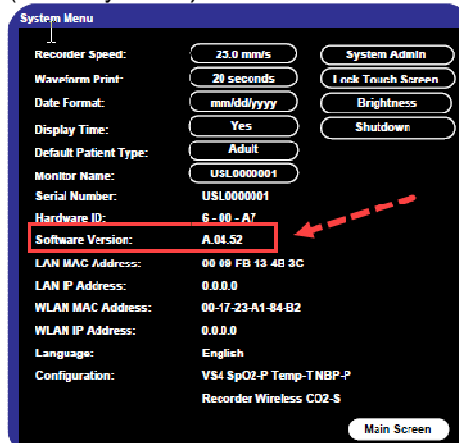 System Menu
Recorder Speed: 25.0 mm/s System Admin
Waveform Print: 20 seconds Lock Touch Screen
Date Format: mm/dd/yyyy Brightness
Display Time: Yes Shutdown
Default Patient Type: Adult
Monitor Name: USL0000001
Serial Number: USL0000001
Hardware ID: 6 - 00 - A7
Software Version: A.04.52
LAN MAC Address: 00 09 FB 13 4B 3C
LAN IP Address: 0.0.0.0
WLAN MAC Address: 00-17-23-A1-84-B2
WLAN IP Address: 0.0.0.0
Language: English
Configuration: VS4 SpO2-P Temp-T NBP-P
Recorder Wireless CO2-S
Main Screen